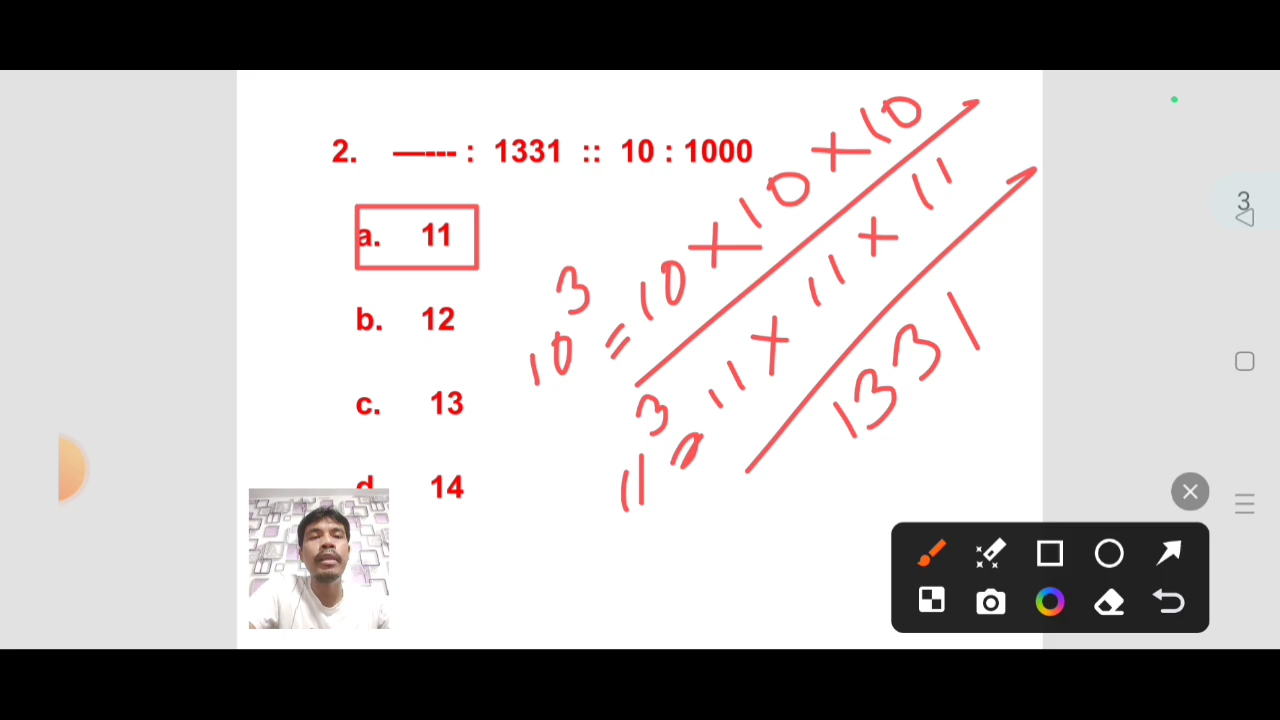 2. —--- : 1331 :: 10 : 1000
a. 11
b. 12
c. 13
d. 14
10³ = 10 × 10 × 10
11³ = 11 × 11 × 11
1331
3